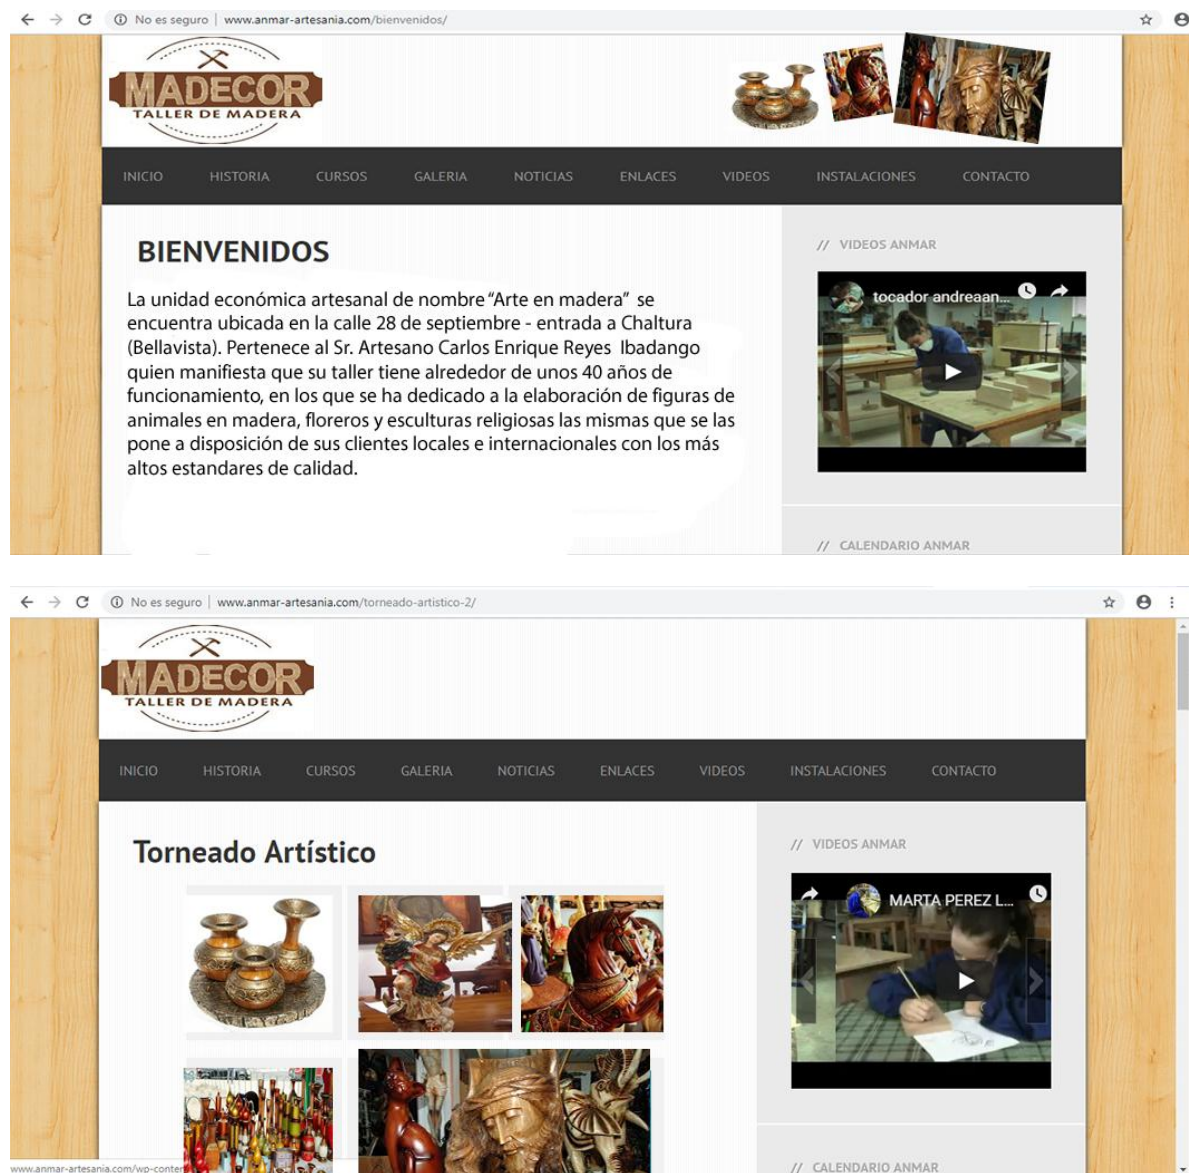 No es seguro | www.anmar-artesania.com/bienvenidos/
MADECOR
TALLER DE MADERA
INICIO HISTORIA CURSOS GALERIA NOTICIAS ENLACES VIDEOS INSTALACIONES CONTACTO
BIENVENIDOS
La unidad económica artesanal de nombre “Arte en madera” se
encuentra ubicada en la calle 28 de septiembre - entrada a Chaltura
(Bellavista). Pertenece al Sr. Artesano Carlos Enrique Reyes Ibadango
quien manifiesta que su taller tiene alrededor de unos 40 años de
funcionamiento, en los que se ha dedicado a la elaboración de figuras de
animales en madera, floreros y esculturas religiosas las mismas que se las
pone a disposición de sus clientes locales e internacionales con los más
altos estandares de calidad.
// VIDEOS ANMAR
tocador andreaan...
// CALENDARIO ANMAR
No es seguro | www.anmar-artesania.com/torneado-artistico-2/
MADECOR
TALLER DE MADERA
INICIO HISTORIA CURSOS GALERIA NOTICIAS ENLACES VIDEOS INSTALACIONES CONTACTO
Torneado Artístico
// VIDEOS ANMAR
MARTA PEREZ L...
// CALENDARIO ANMAR
www.anmar-artesania.com/wp-conten